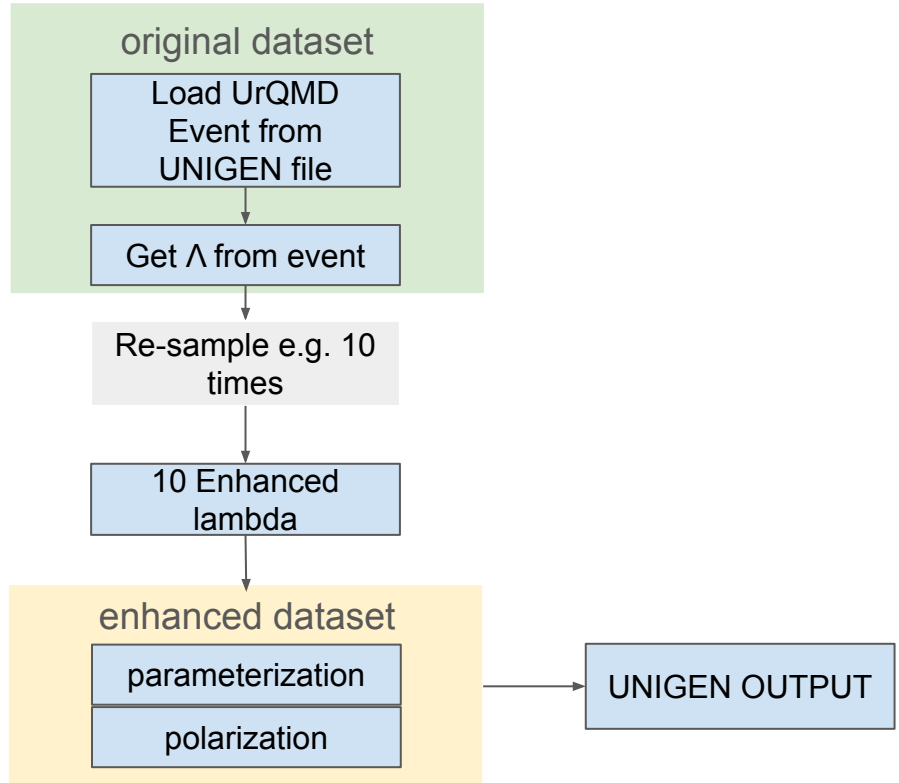 original dataset
Load UrQMD
Event from
UNIGEN file
Get Λ from event
Re-sample e.g. 10
times
10 Enhanced
lambda
enhanced dataset
parameterization
polarization
UNIGEN OUTPUT